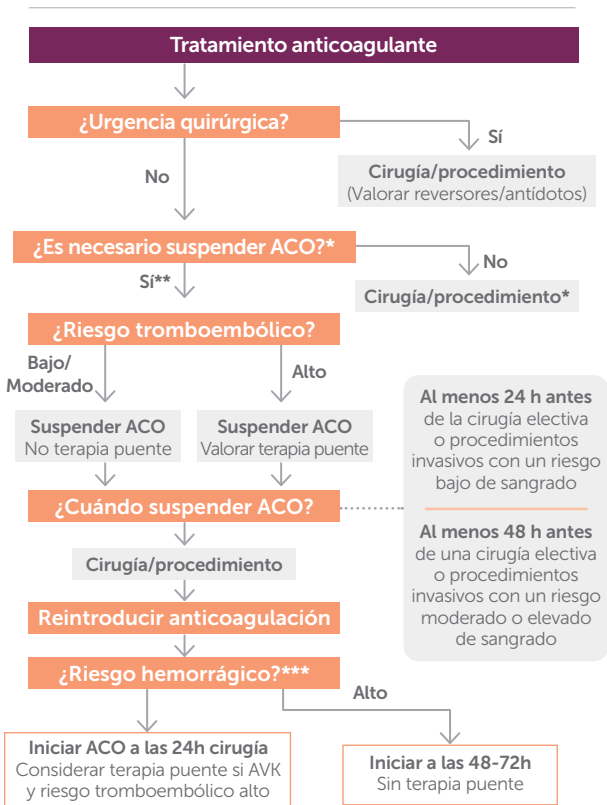 Tratamiento anticoagulante
¿Urgencia quirúrgica?
Sí
No
Cirugía/procedimiento
(Valorar reversores/antídotos)
¿Es necesario suspender ACO?*
Sí**
No
Cirugía/procedimiento*
¿Riesgo tromboembólico?
Bajo/
Moderado
Alto
Suspender ACO
No terapia puente
Suspender ACO
Valorar terapia puente
¿Cuándo suspender ACO?
Al menos 24 h antes
de la cirugía electiva
o procedimientos
invasivos con un riesgo
bajo de sangrado
Al menos 48 h antes
de una cirugía electiva
o procedimientos
invasivos con un riesgo
moderado o elevado
de sangrado
Cirugía/procedimiento
Reintroducir anticoagulación
¿Riesgo hemorrágico?***
Alto
Iniciar ACO a las 24h cirugía
Considerar terapia puente si AVK
y riesgo tromboembólico alto
Iniciar a las 48-72h
Sin terapia puente